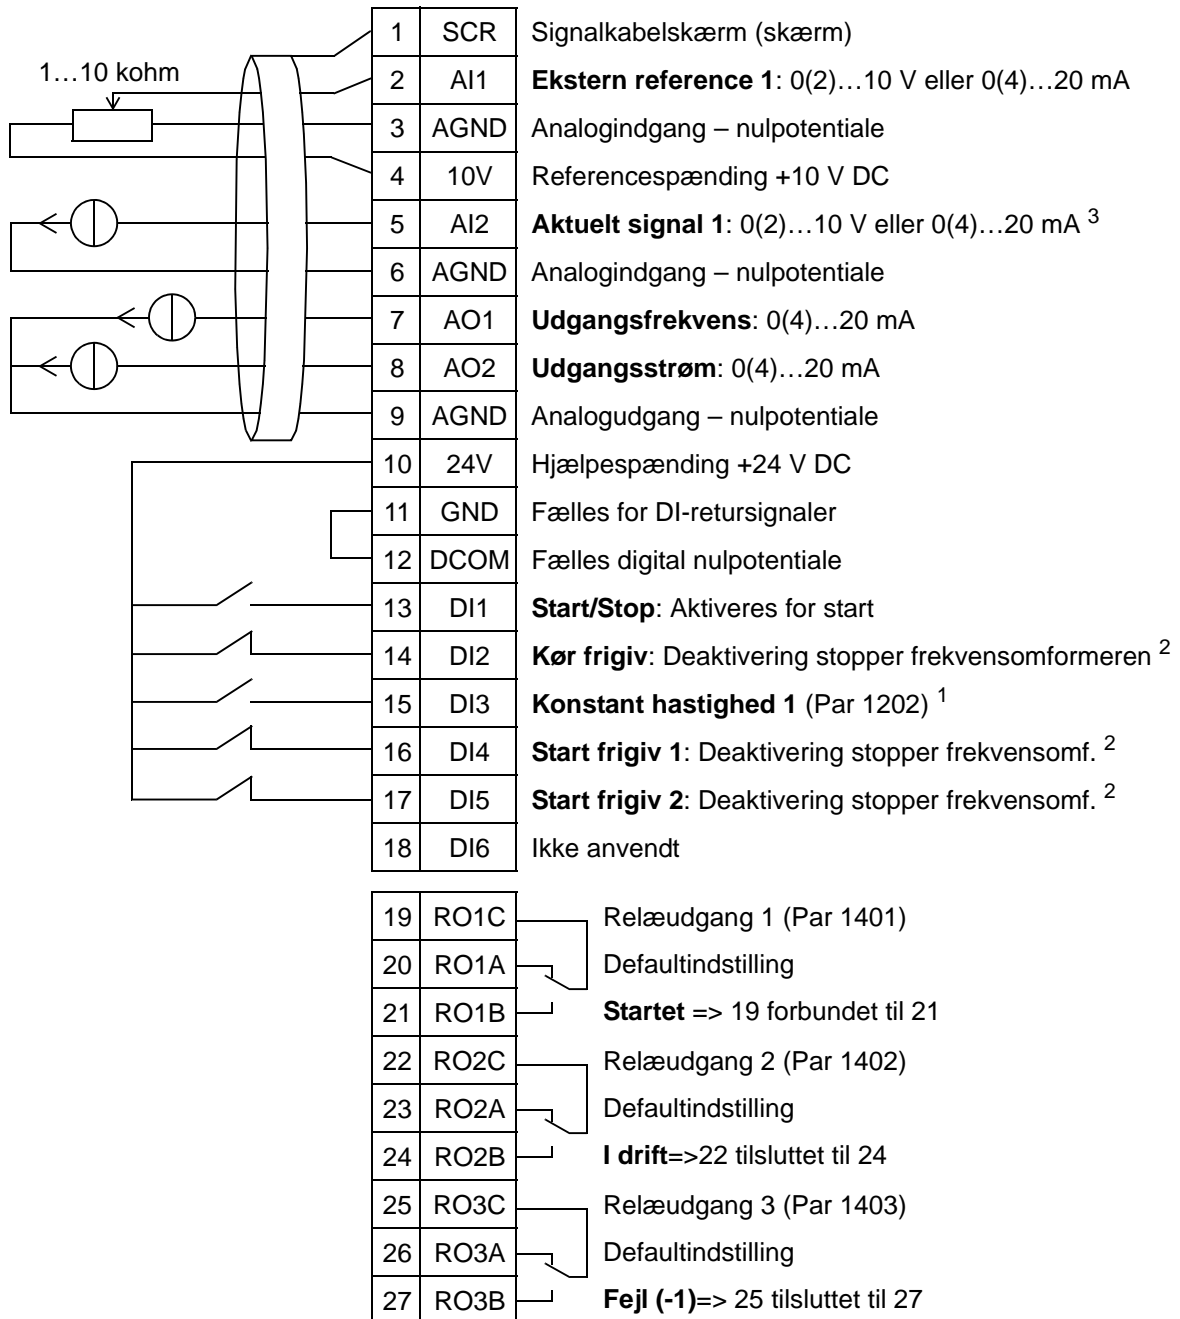 1 SCR Signalkabelskærm (skærm)
1…10 kohm
2 AI1 Ekstern reference 1: 0(2)…10 V eller 0(4)…20 mA
3 AGND Analogindgang – nulpotentiale
4 10V Referencespænding +10 V DC
5 AI2 Aktuelt signal 1: 0(2)…10 V eller 0(4)…20 mA 3
6 AGND Analogindgang – nulpotentiale
7 AO1 Udgangsfrekvens: 0(4)…20 mA
8 AO2 Udgangsstrøm: 0(4)…20 mA
9 AGND Analogudgang – nulpotentiale
10 24V Hjælpespænding +24 V DC
11 GND Fælles for DI-retursignaler
12 DCOM Fælles digital nulpotentiale
13 DI1 Start/Stop: Aktiveres for start
14 DI2 Kør frigiv: Deaktivering stopper frekvensomformeren 2
15 DI3 Konstant hastighed 1 (Par 1202) 1
16 DI4 Start frigiv 1: Deaktivering stopper frekvensomf. 2
17 DI5 Start frigiv 2: Deaktivering stopper frekvensomf. 2
18 DI6 Ikke anvendt
19 RO1C Relæudgang 1 (Par 1401)
20 RO1A Defaultindstilling
21 RO1B Startet => 19 forbundet til 21
22 RO2C Relæudgang 2 (Par 1402)
23 RO2A Defaultindstilling
24 RO2B I drift=>22 tilsluttet til 24
25 RO3C Relæudgang 3 (Par 1403)
26 RO3A Defaultindstilling
27 RO3B Fejl (-1)=> 25 tilsluttet til 27